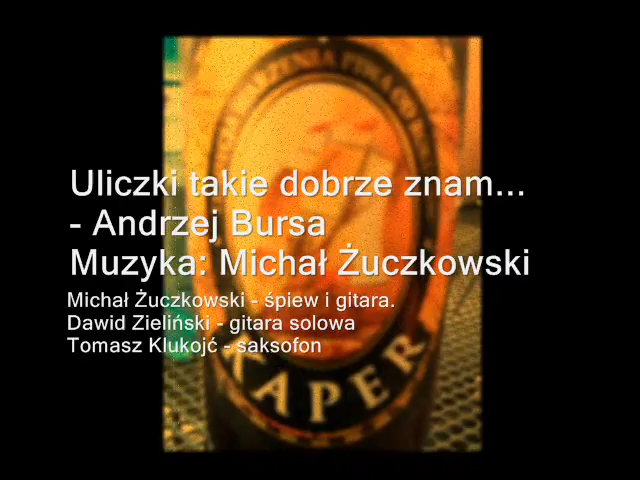 Uliczki takie dobrze znam...
- Andrzej Bursa
Muzyka: Michał Żuczkowski
Michał Żuczkowski - śpiew i gitara.
Dawid Zieliński - gitara solowa
Tomasz Klukojć - saksofon
KAPER